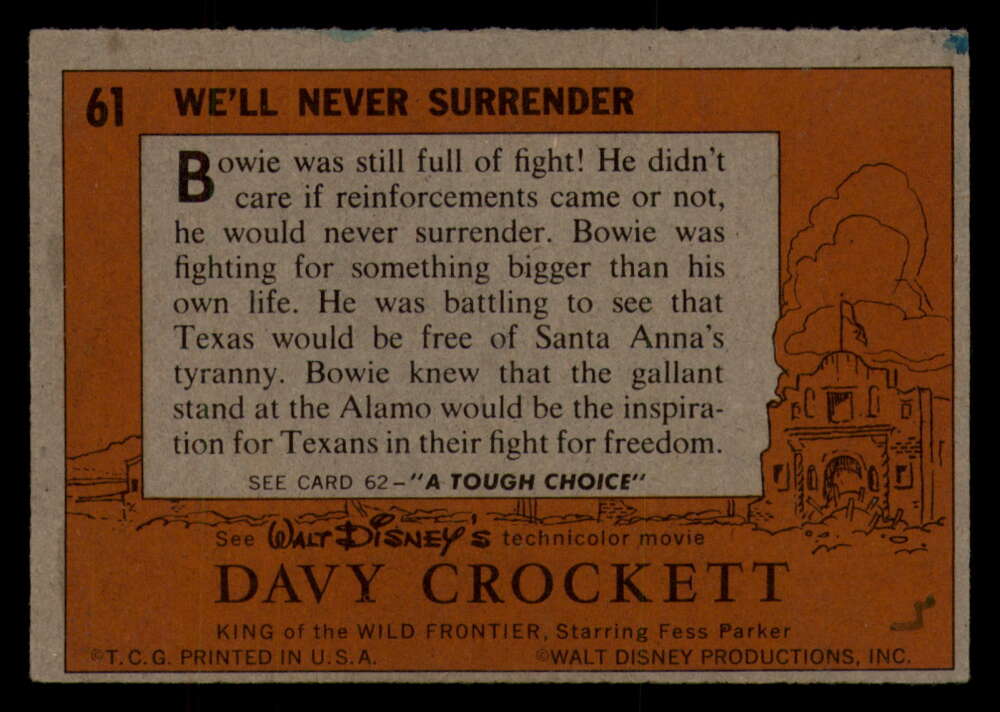 61 WE'LL NEVER SURRENDER
Bowie was still full of fight! He didn't
care if reinforcements came or not,
he would never surrender. Bowie was
fighting for something bigger than his
own life. He was battling to see that
Texas would be free of Santa Anna's
tyranny. Bowie knew that the gallant
stand at the Alamo would be the inspira-
tion for Texans in their fight for freedom.
SEE CARD 62-"A TOUGH CHOICE"
See WALT DISNEY'S technicolor movie
DAVY CROCKETT
KING of the WILD FRONTIER, Starring Fess Parker
©T.C.G. PRINTED IN U.S.A. ©WALT DISNEY PRODUCTIONS, INC.